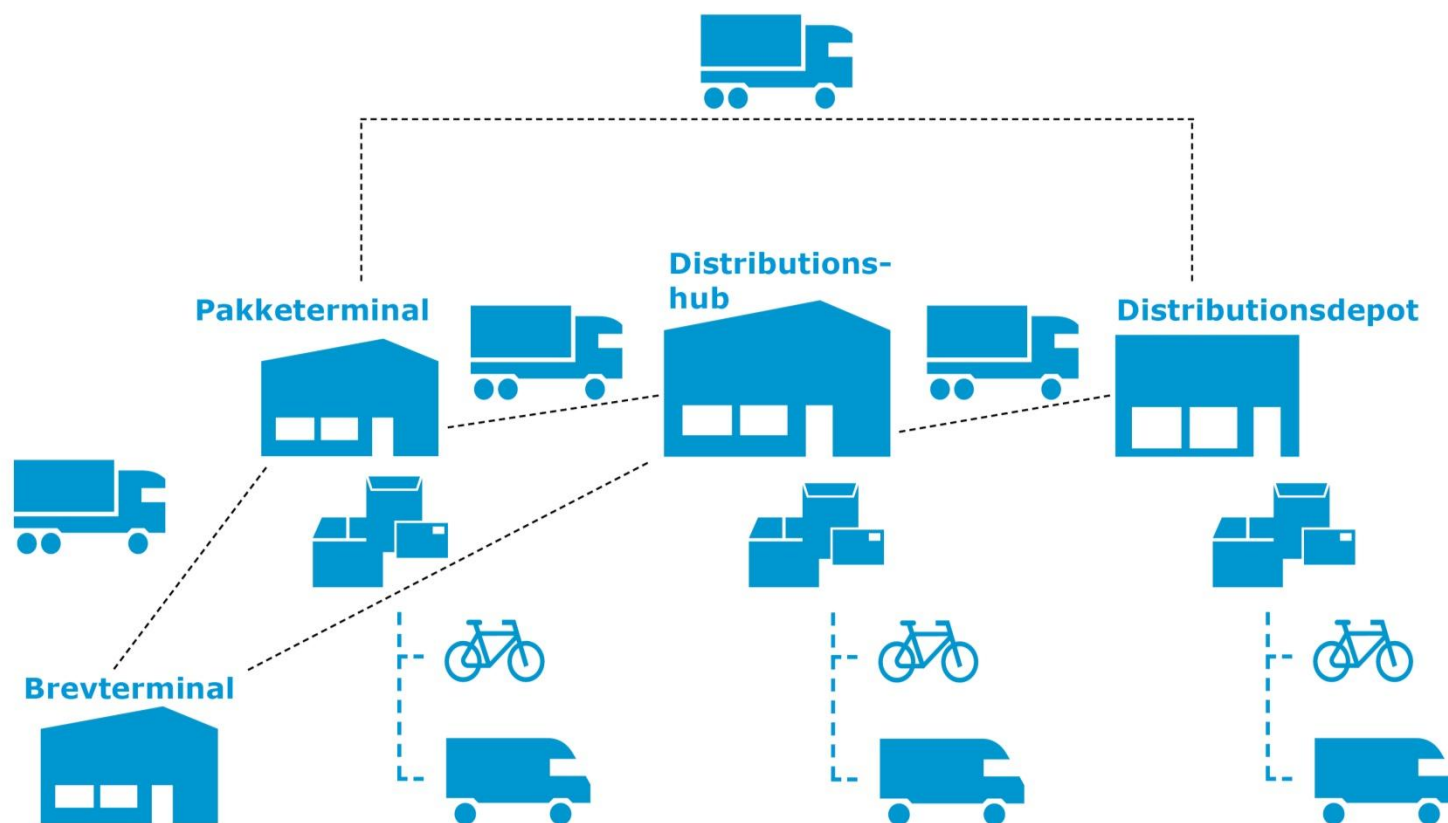 Distributions-
hub
Pakketerminal
Distributionsdepot
Brevterminal